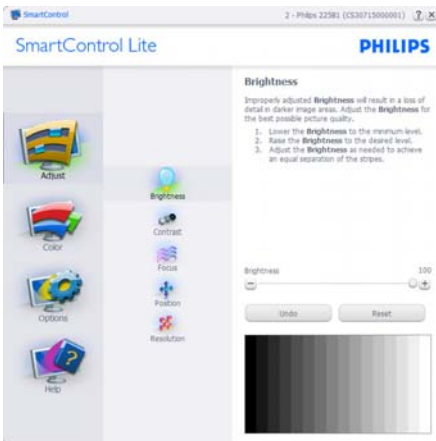 SmartControl
2 - Philips 225B1 (CS30715000001)
? X
SmartControl Lite
PHILIPS
Adjust
Color
Options
Help
Brightness
Contrast
Focus
Position
Resolution
Brightness
Improperly adjusted Brightness will result in a loss of
detail in darker image areas. Adjust the Brightness for
the best possible picture quality.
1. Lower the Brightness to the minimum level.
2. Raise the Brightness to the desired level.
3. Adjust the Brightness as needed to achieve
an equal separation of the stripes.
Brightness 100
Undo Reset